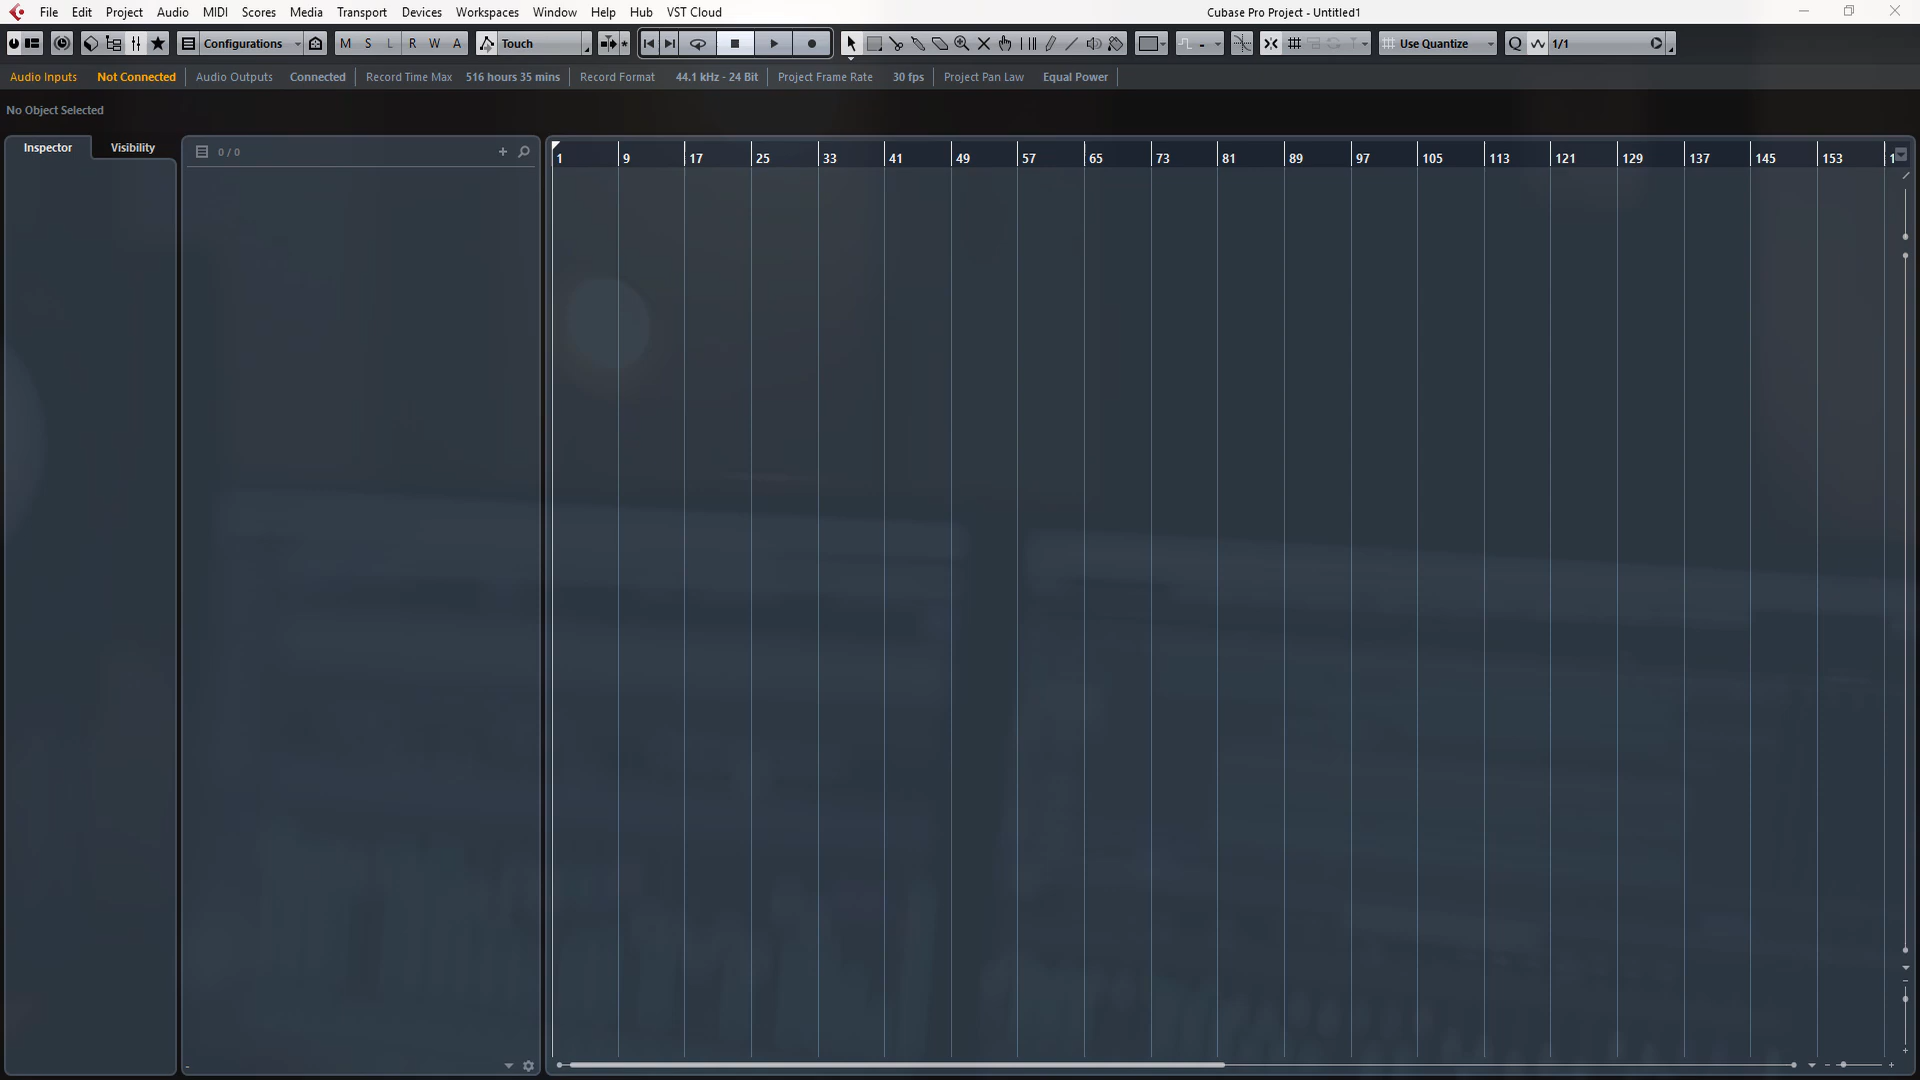 File Edit Project Audio MIDI Scores Media Transport Devices Workspaces Window Help Hub VST Cloud Cubase Pro Project - Untitled1
Configurations M S L R W A Touch Use Quantize Q 1/1
Audio Inputs Not Connected Audio Outputs Connected Record Time Max 516 hours 35 mins Record Format 44.1 kHz - 24 Bit Project Frame Rate 30 fps Project Pan Law Equal Power
No Object Selected
Inspector Visibility 0 / 0
1 9 17 25 33 41 49 57 65 73 81 89 97 105 113 121 129 137 145 153 1